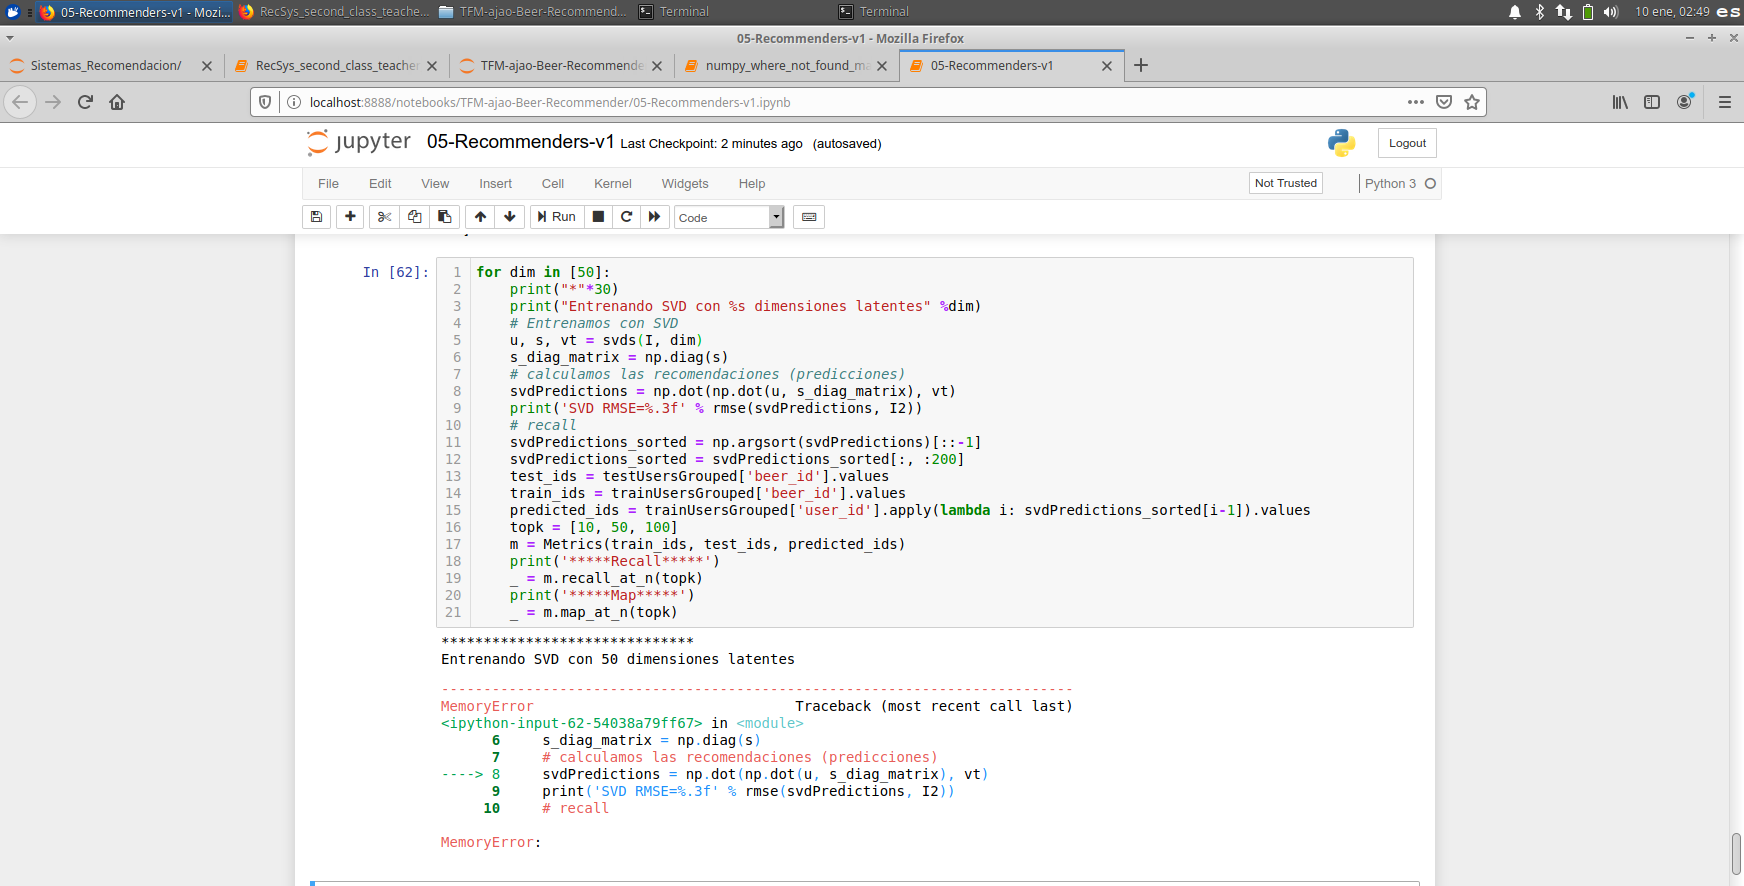 05-Recommenders-v1 - Mozi...
RecSys_second_class_teache...
TFM-ajao-Beer-Recommend...
Terminal
Terminal
10 ene, 02:49 es
05-Recommenders-v1 - Mozilla Firefox
Sistemas_Recomendacion/
RecSys_second_class_teacher
TFM-ajao-Beer-Recommende
numpy_where_not_found_ma
05-Recommenders-v1
localhost:8888/notebooks/TFM-ajao-Beer-Recommender/05-Recommenders-v1.ipynb
jupyter 05-Recommenders-v1 Last Checkpoint: 2 minutes ago (autosaved)
Logout
File Edit View Insert Cell Kernel Widgets Help
Not Trusted
Python 3
Run
Code
In [62]:
1 for dim in [50]:
2     print("*"*30)
3     print("Entrenando SVD con %s dimensiones latentes" %dim)
4     # Entrenamos con SVD
5     u, s, vt = svds(I, dim)
6     s_diag_matrix = np.diag(s)
7     # calculamos las recomendaciones (predicciones)
8     svdPredictions = np.dot(np.dot(u, s_diag_matrix), vt)
9     print('SVD RMSE=%.3f' % rmse(svdPredictions, I2))
10     # recall
11     svdPredictions_sorted = np.argsort(svdPredictions)[::-1]
12     svdPredictions_sorted = svdPredictions_sorted[:, :200]
13     test_ids = testUsersGrouped['beer_id'].values
14     train_ids = trainUsersGrouped['beer_id'].values
15     predicted_ids = trainUsersGrouped['user_id'].apply(lambda i: svdPredictions_sorted[i-1]).values
16     topk = [10, 50, 100]
17     m = Metrics(train_ids, test_ids, predicted_ids)
18     print('*****Recall*****')
19     _ = m.recall_at_n(topk)
20     print('*****Map*****')
21     _ = m.map_at_n(topk)
******************************
Entrenando SVD con 50 dimensiones latentes
---------------------------------------------------------------------------
MemoryError                               Traceback (most recent call last)
<ipython-input-62-54038a79ff67> in <module>
      6     s_diag_matrix = np.diag(s)
      7     # calculamos las recomendaciones (predicciones)
----> 8     svdPredictions = np.dot(np.dot(u, s_diag_matrix), vt)
      9     print('SVD RMSE=%.3f' % rmse(svdPredictions, I2))
     10     # recall
MemoryError: